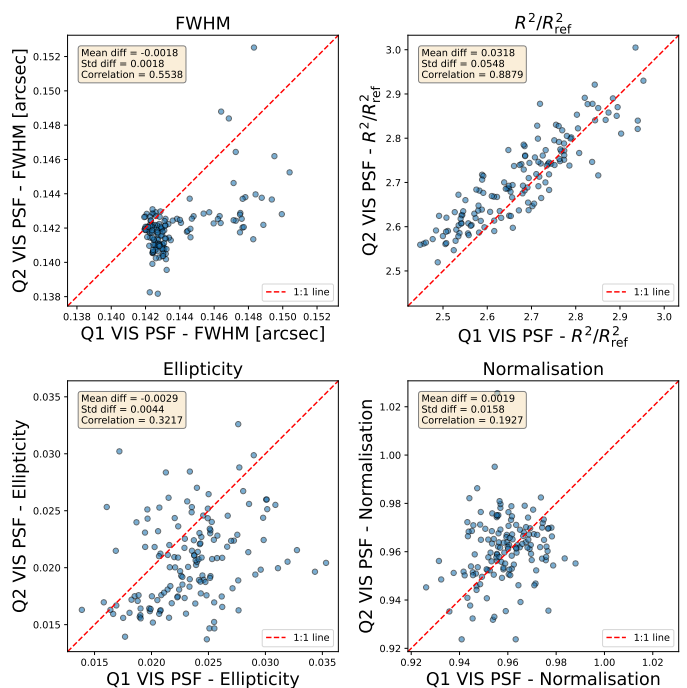 FWHM
Mean diff = -0.0018
Std diff = 0.0018
Correlation = 0.5538
0.152
0.150
0.148
0.146
0.144
0.142
0.140
0.138
Q2 VIS PSF - FWHM [arcsec]
1:1 line
0.138 0.140 0.142 0.144 0.146 0.148 0.150 0.152
Q1 VIS PSF - FWHM [arcsec]
R²/R²ref
Mean diff = 0.0318
Std diff = 0.0548
Correlation = 0.8879
3.0
2.9
2.8
2.7
2.6
2.5
Q2 VIS PSF - R²/R²ref
1:1 line
2.5 2.6 2.7 2.8 2.9 3.0
Q1 VIS PSF - R²/R²ref
Ellipticity
Mean diff = -0.0029
Std diff = 0.0044
Correlation = 0.3217
0.035
0.030
0.025
0.020
0.015
Q2 VIS PSF - Ellipticity
1:1 line
0.015 0.020 0.025 0.030 0.035
Q1 VIS PSF - Ellipticity
Normalisation
Mean diff = 0.0019
Std diff = 0.0158
Correlation = 0.1927
1.02
1.00
0.98
0.96
0.94
0.92
Q2 VIS PSF - Normalisation
1:1 line
0.92 0.94 0.96 0.98 1.00 1.02
Q1 VIS PSF - Normalisation